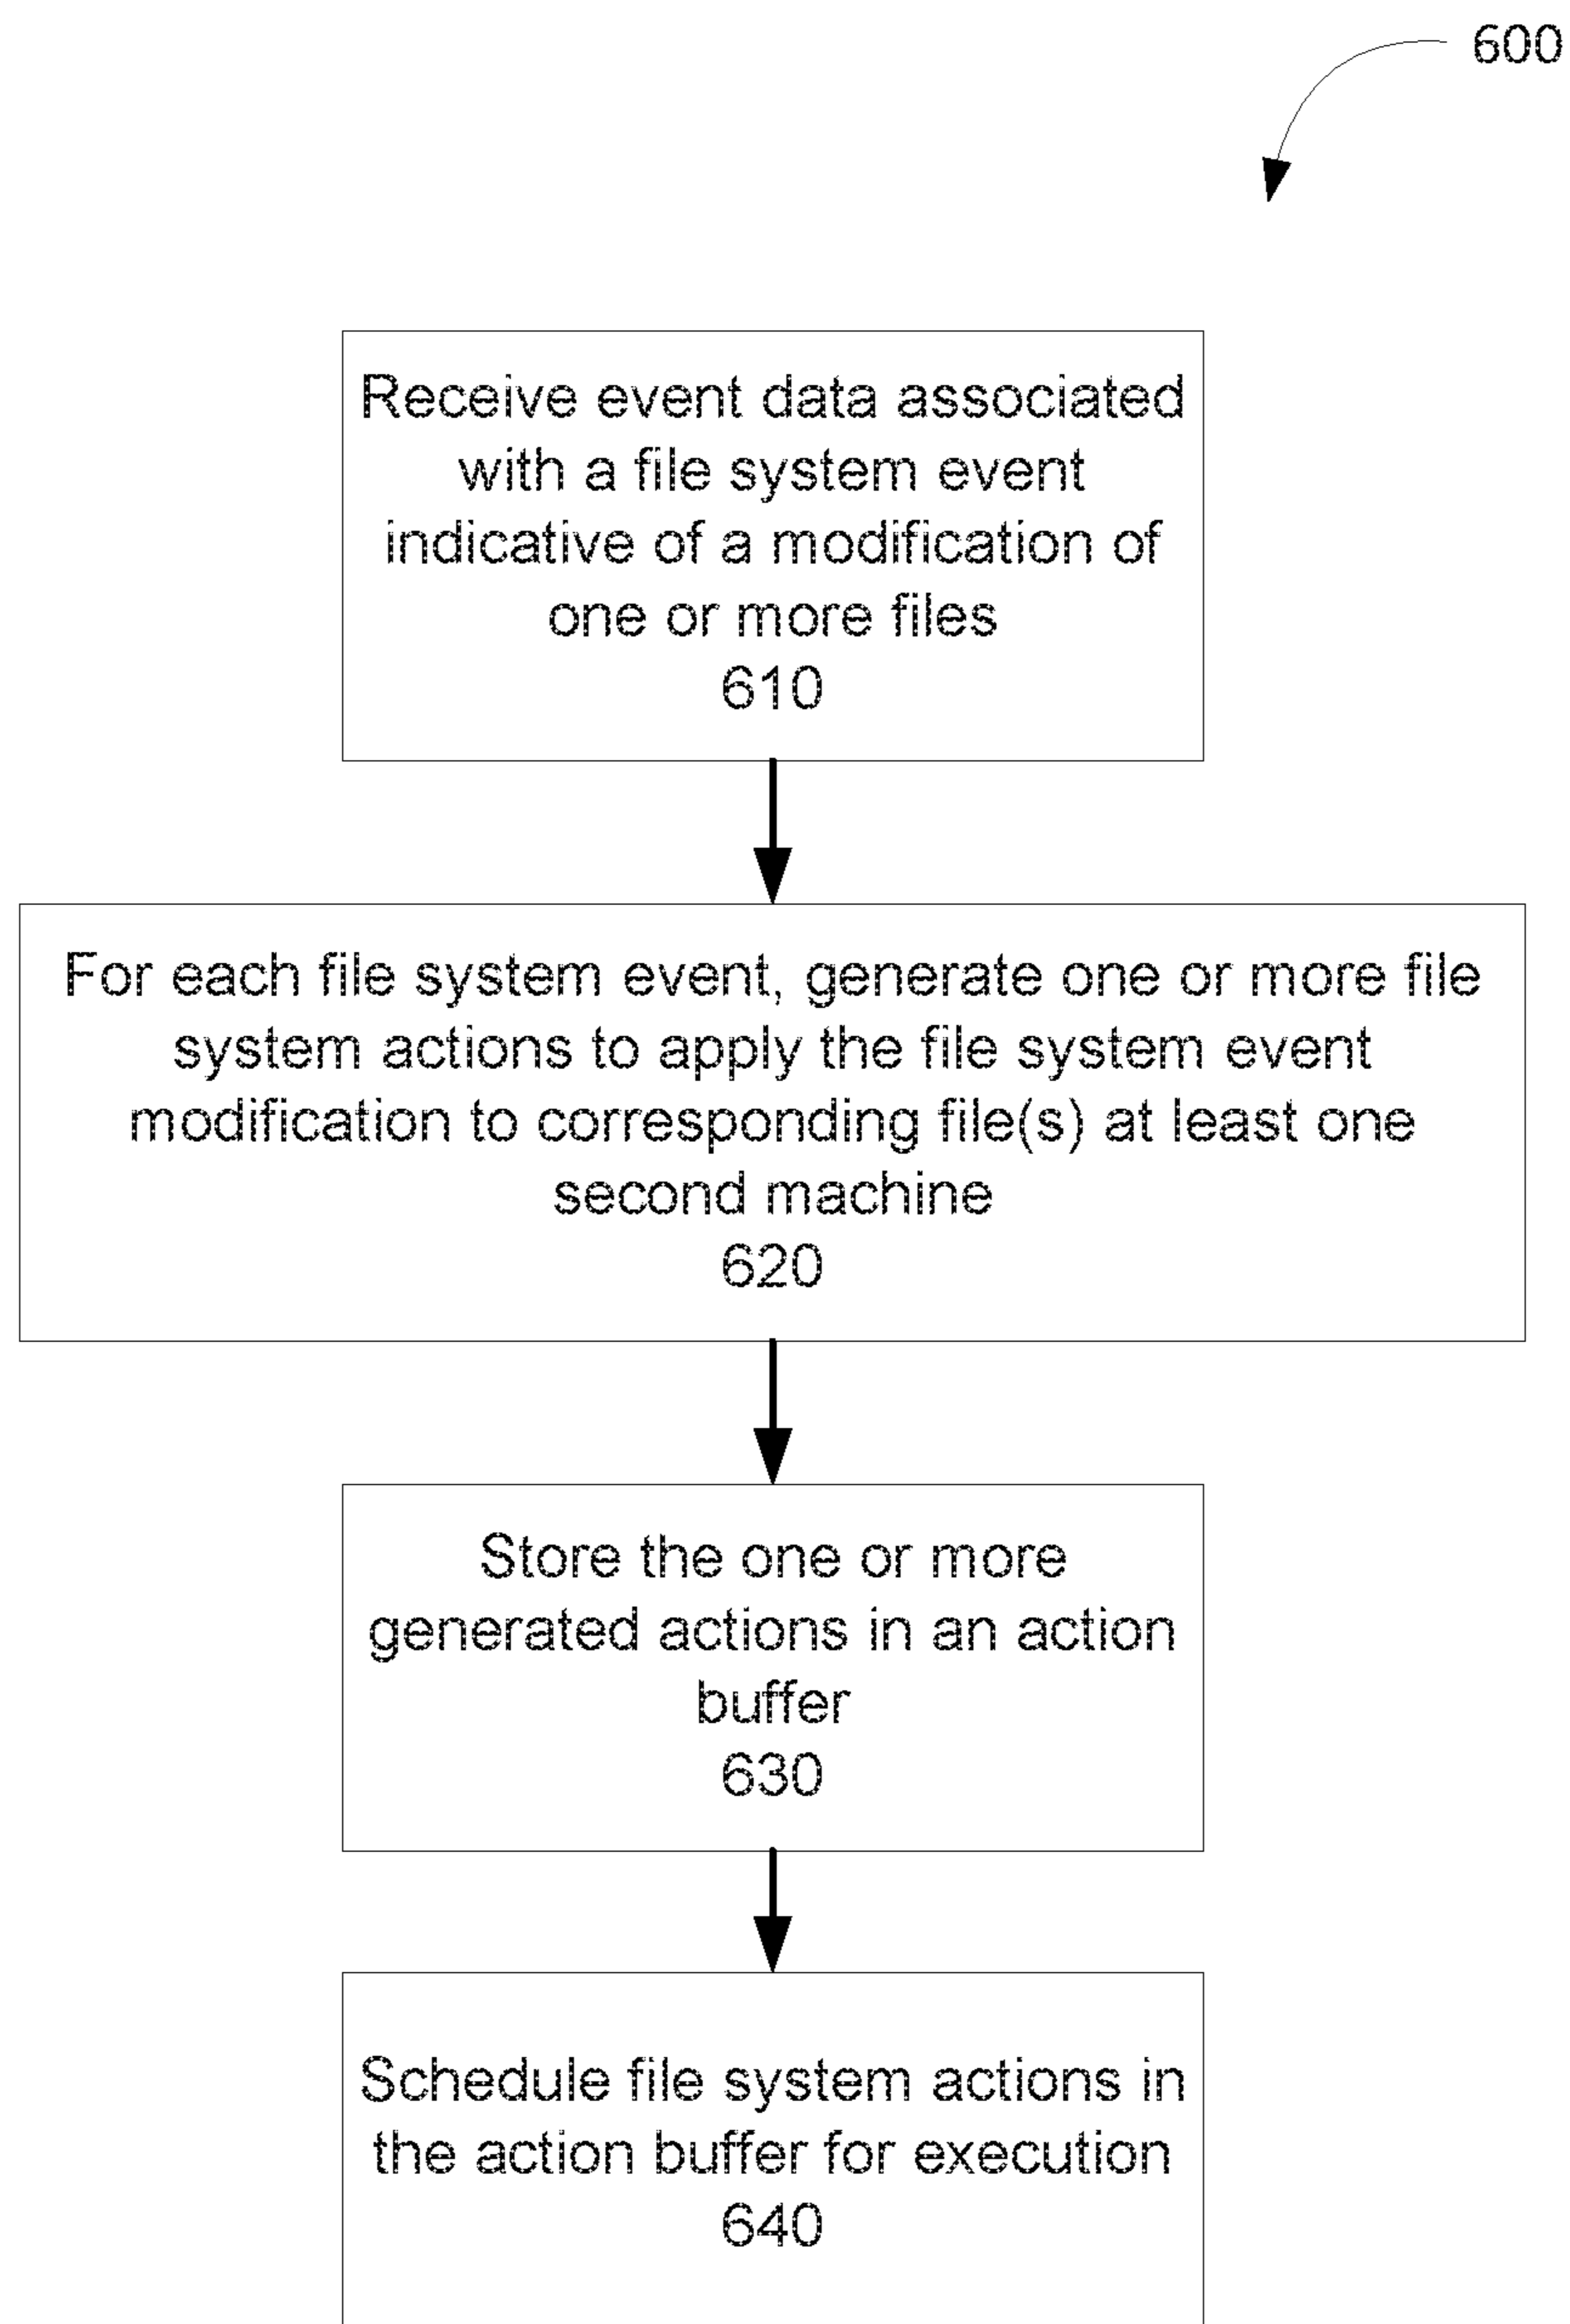 600
Receive event data associated
with a file system event
indicative of a modification of
one or more files
610
For each file system event, generate one or more file
system actions to apply the file system event
modification to corresponding file(s) at least one
second machine
620
Store the one or more
generated actions in an action
buffer
630
Schedule file system actions in
the action buffer for execution
640